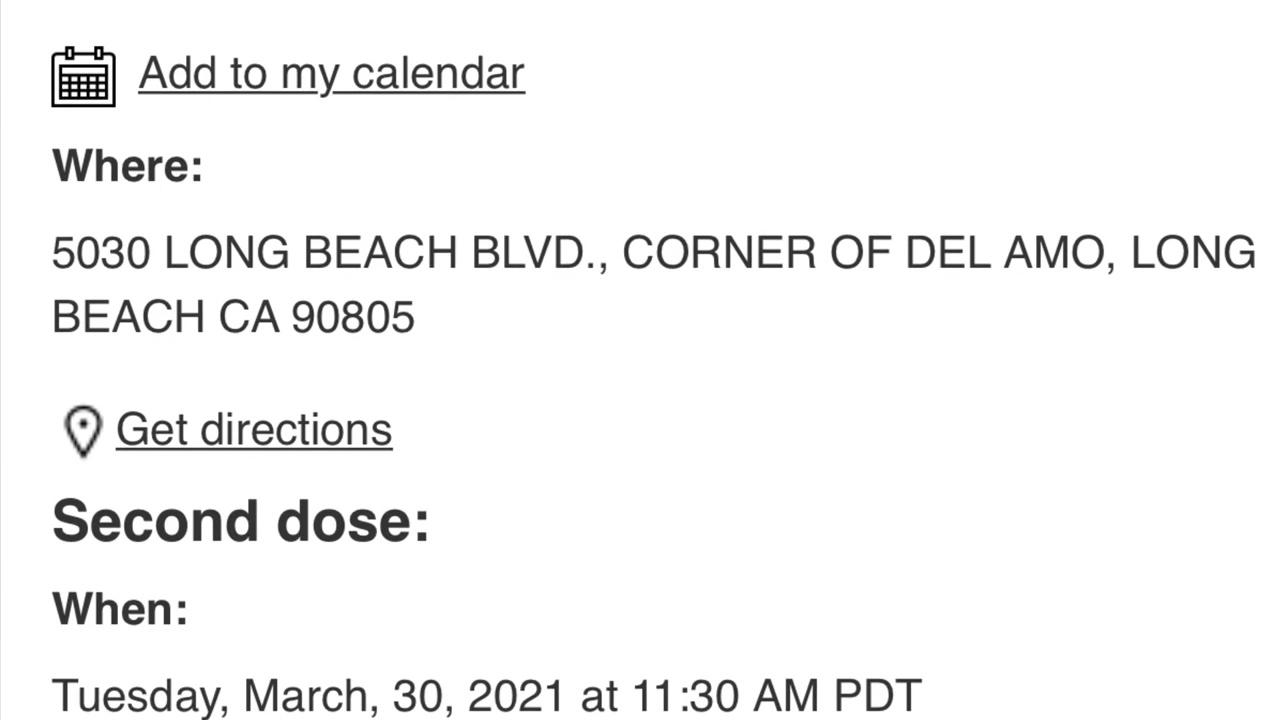 Add to my calendar
Where:
5030 LONG BEACH BLVD., CORNER OF DEL AMO, LONG
BEACH CA 90805
Get directions
Second dose:
When:
Tuesday, March, 30, 2021 at 11:30 AM PDT